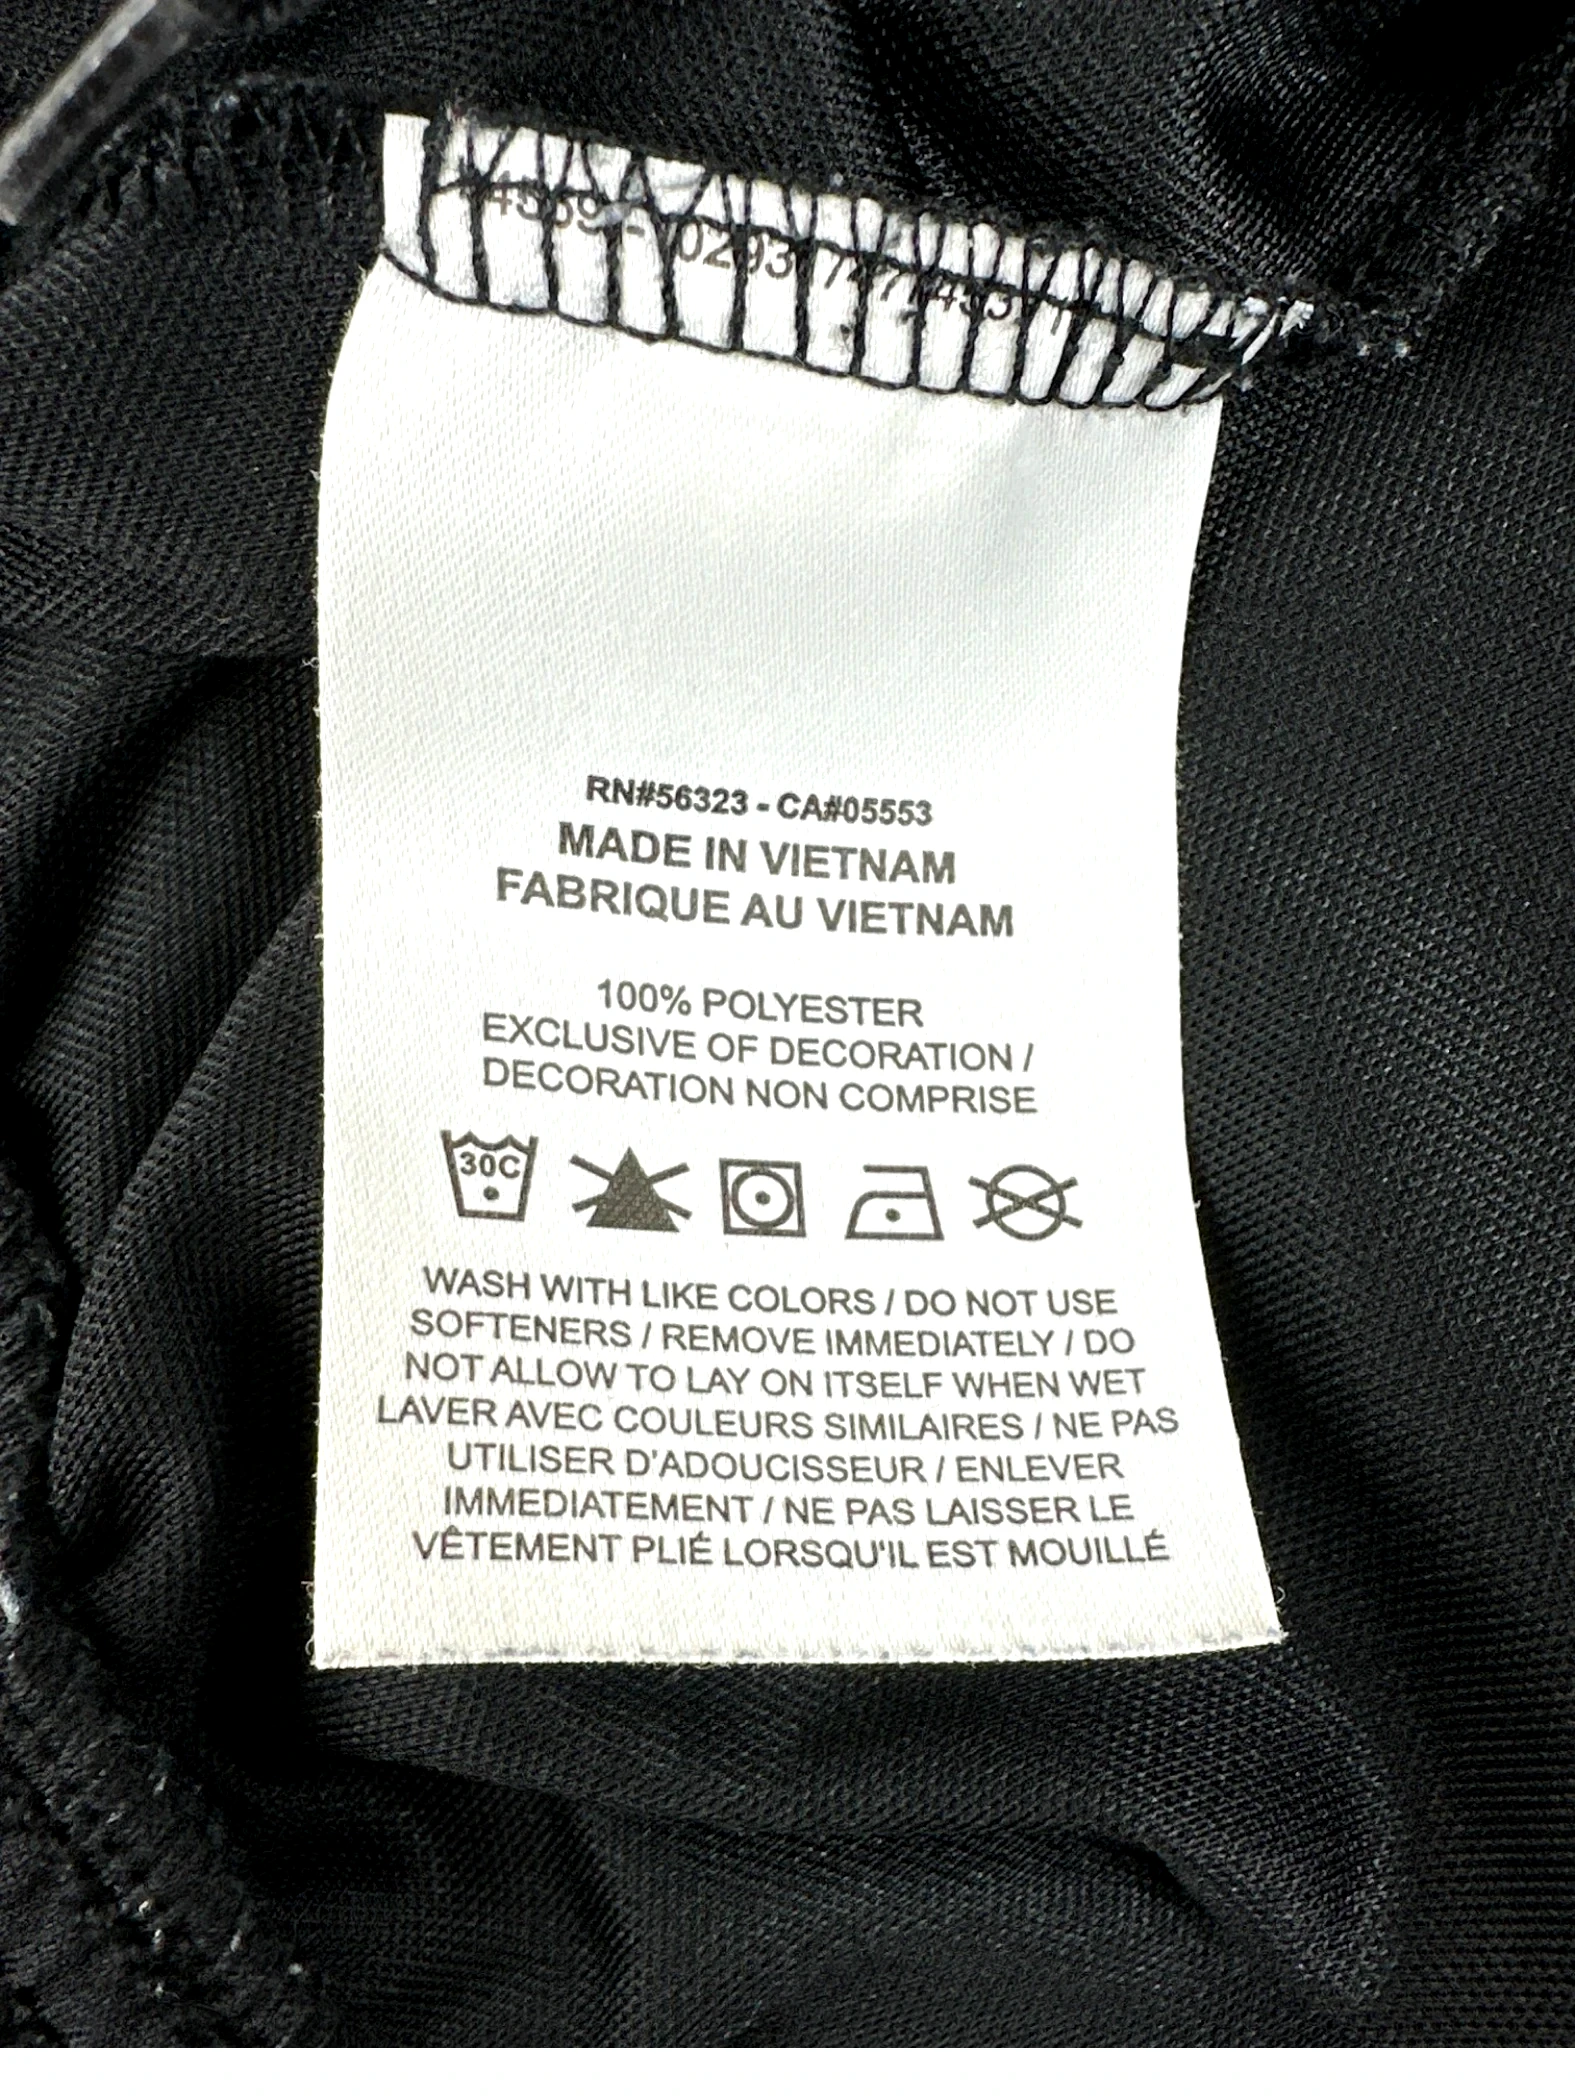 RN#56323 - CA#05553
MADE IN VIETNAM
FABRIQUE AU VIETNAM
100% POLYESTER
EXCLUSIVE OF DECORATION /
DECORATION NON COMPRISE
30C
WASH WITH LIKE COLORS / DO NOT USE
SOFTENERS / REMOVE IMMEDIATELY / DO
NOT ALLOW TO LAY ON ITSELF WHEN WET
LAVER AVEC COULEURS SIMILAIRES / NE PAS
UTILISER D'ADOUCISSEUR / ENLEVER
IMMEDIATEMENT / NE PAS LAISSER LE
VÊTEMENT PLIÉ LORSQU'IL EST MOUILLÉ